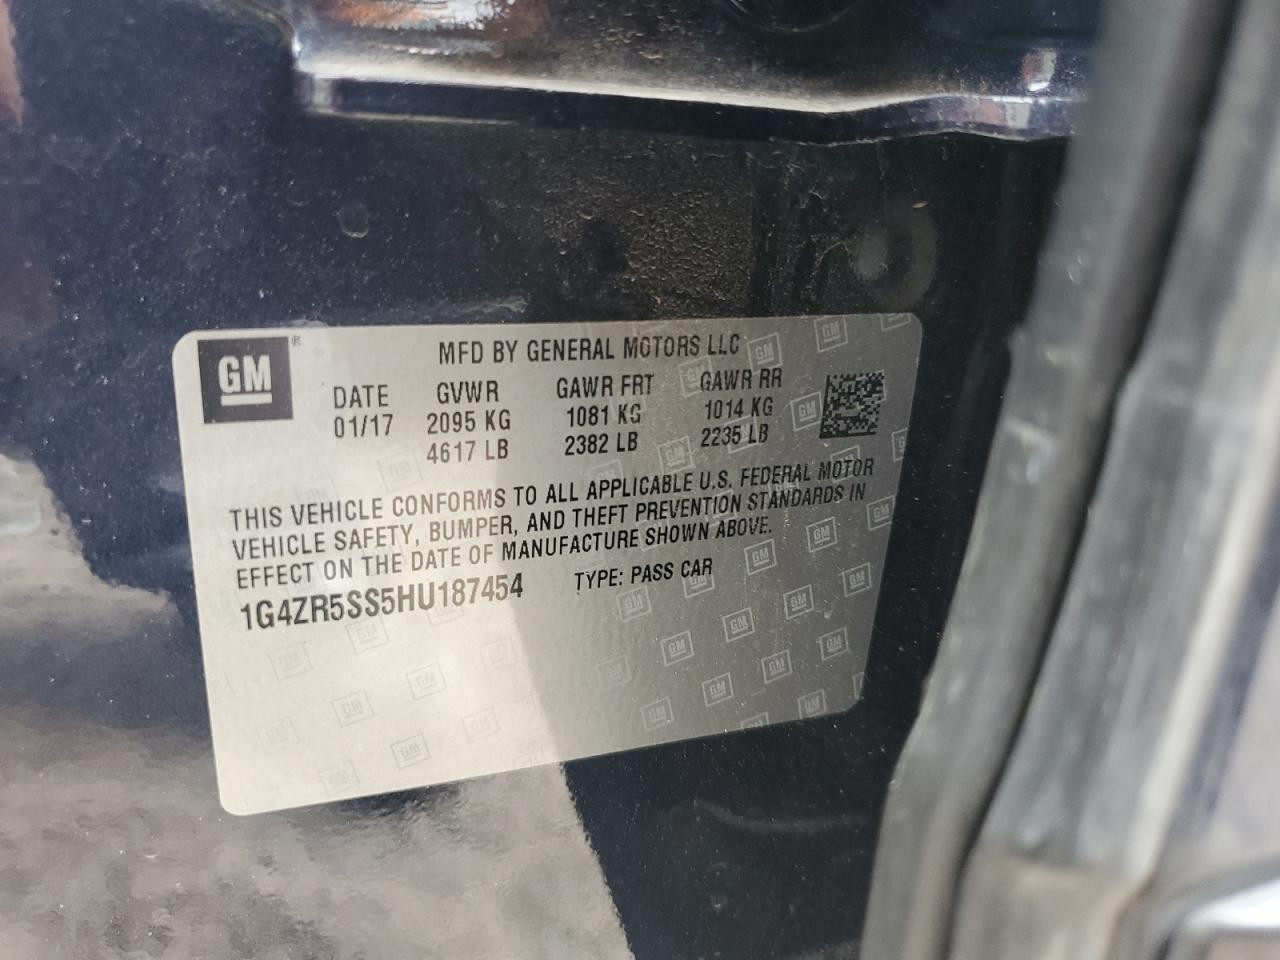 GM®
MFD BY GENERAL MOTORS LLC
DATE GVWR GAWR FRT GAWR RR
01/17 2095 KG 1081 KG 1014 KG
4617 LB 2382 LB 2235 LB
THIS VEHICLE CONFORMS TO ALL APPLICABLE U.S. FEDERAL MOTOR
VEHICLE SAFETY, BUMPER, AND THEFT PREVENTION STANDARDS IN
EFFECT ON THE DATE OF MANUFACTURE SHOWN ABOVE.
1G4ZR5SS5HU187454 TYPE: PASS CAR